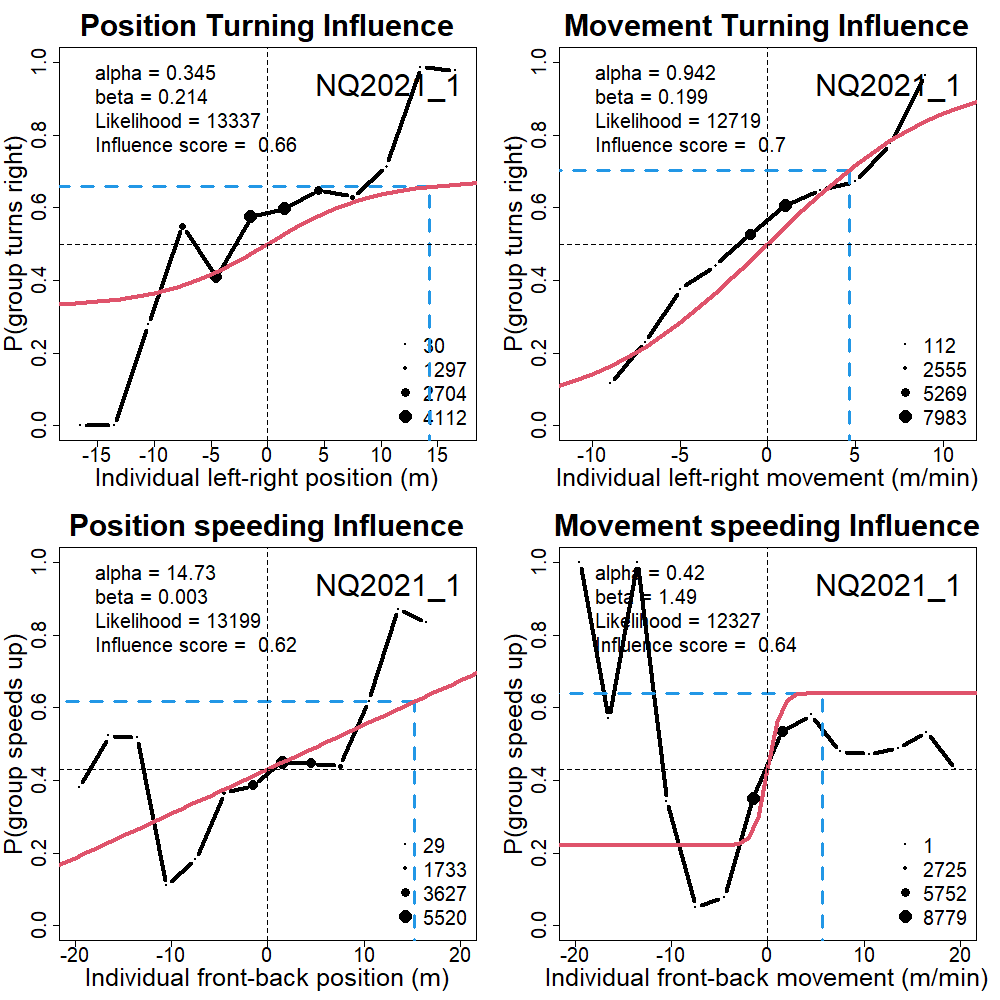 Position Turning Influence
alpha = 0.345
beta = 0.214
Likelihood = 13337
Influence score = 0.66
NQ2021_1
P(group turns right)
0.0 0.2 0.4 0.6 0.8 1.0
30
1297
2704
4112
-15 -10 -5 0 5 10 15
Individual left-right position (m)
Movement Turning Influence
alpha = 0.942
beta = 0.199
Likelihood = 12719
Influence score = 0.7
NQ2021_1
P(group turns right)
0.0 0.2 0.4 0.6 0.8 1.0
112
2555
5269
7983
-10 -5 0 5 10
Individual left-right movement (m/min)
Position speeding Influence
alpha = 14.73
beta = 0.003
Likelihood = 13199
Influence score = 0.62
NQ2021_1
P(group speeds up)
0.0 0.2 0.4 0.6 0.8 1.0
29
1733
3627
5520
-20 -10 0 10 20
Individual front-back position (m)
Movement speeding Influence
alpha = 0.42
beta = 1.49
Likelihood = 12327
Influence score = 0.64
NQ2021_1
P(group speeds up)
0.0 0.2 0.4 0.6 0.8 1.0
1
2725
5752
8779
-20 -10 0 10 20
Individual front-back movement (m/min)